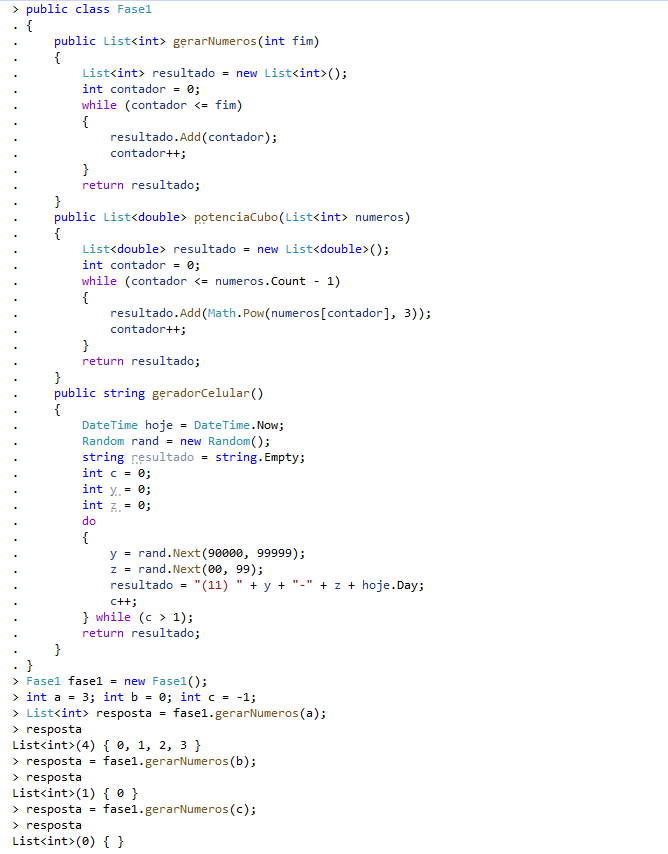 > public class Fase1
. {
.     public List<int> gerarNumeros(int fim)
.     {
.         List<int> resultado = new List<int>();
.         int contador = 0;
.         while (contador <= fim)
.         {
.             resultado.Add(contador);
.             contador++;
.         }
.         return resultado;
.     }
.     public List<double> potenciaCubo(List<int> numeros)
.     {
.         List<double> resultado = new List<double>();
.         int contador = 0;
.         while (contador <= numeros.Count - 1)
.         {
.             resultado.Add(Math.Pow(numeros[contador], 3));
.             contador++;
.         }
.         return resultado;
.     }
.     public string geradorCelular()
.     {
.         DateTime hoje = DateTime.Now;
.         Random rand = new Random();
.         string resultado = string.Empty;
.         int c = 0;
.         int y = 0;
.         int z = 0;
.         do
.         {
.             y = rand.Next(90000, 99999);
.             z = rand.Next(00, 99);
.             resultado = "(11) " + y + "-" + z + hoje.Day;
.             c++;
.         } while (c > 1);
.         return resultado;
.     }
. }
> Fase1 fase1 = new Fase1();
> int a = 3; int b = 0; int c = -1;
> List<int> resposta = fase1.gerarNumeros(a);
> resposta
List<int>(4) { 0, 1, 2, 3 }
> resposta = fase1.gerarNumeros(b);
> resposta
List<int>(1) { 0 }
> resposta = fase1.gerarNumeros(c);
> resposta
List<int>(0) { }